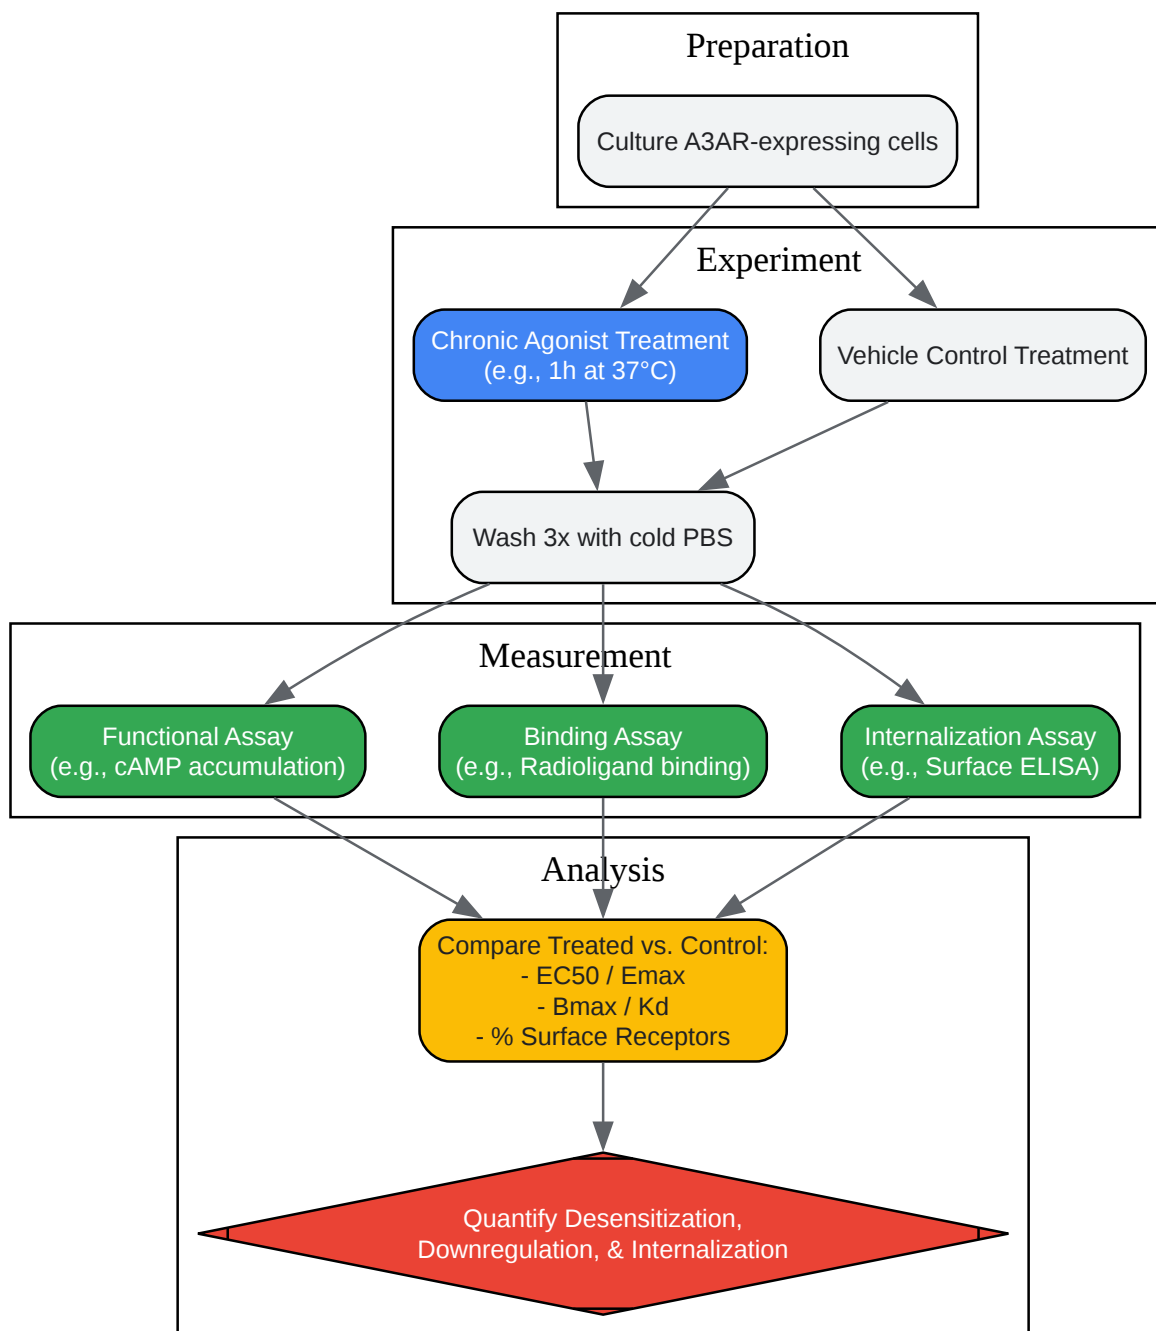 Preparation
Culture A3AR-expressing cells
Experiment
Chronic Agonist Treatment
(e.g., 1h at 37°C)
Vehicle Control Treatment
Wash 3x with cold PBS
Measurement
Functional Assay
(e.g., cAMP accumulation)
Binding Assay
(e.g., Radioligand binding)
Internalization Assay
(e.g., Surface ELISA)
Analysis
Compare Treated vs. Control:
- EC50 / Emax
- Bmax / Kd
- % Surface Receptors
Quantify Desensitization,
Downregulation, & Internalization